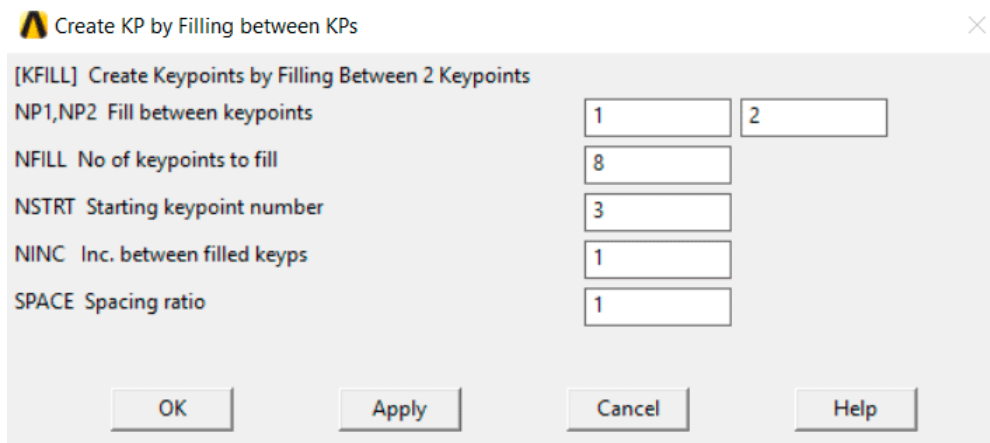 Create KP by Filling between KPs
[KFILL] Create Keypoints by Filling Between 2 Keypoints
NP1,NP2 Fill between keypoints 1 2
NFILL No of keypoints to fill 8
NSTRT Starting keypoint number 3
NINC Inc. between filled keyps 1
SPACE Spacing ratio 1
OK Apply Cancel Help